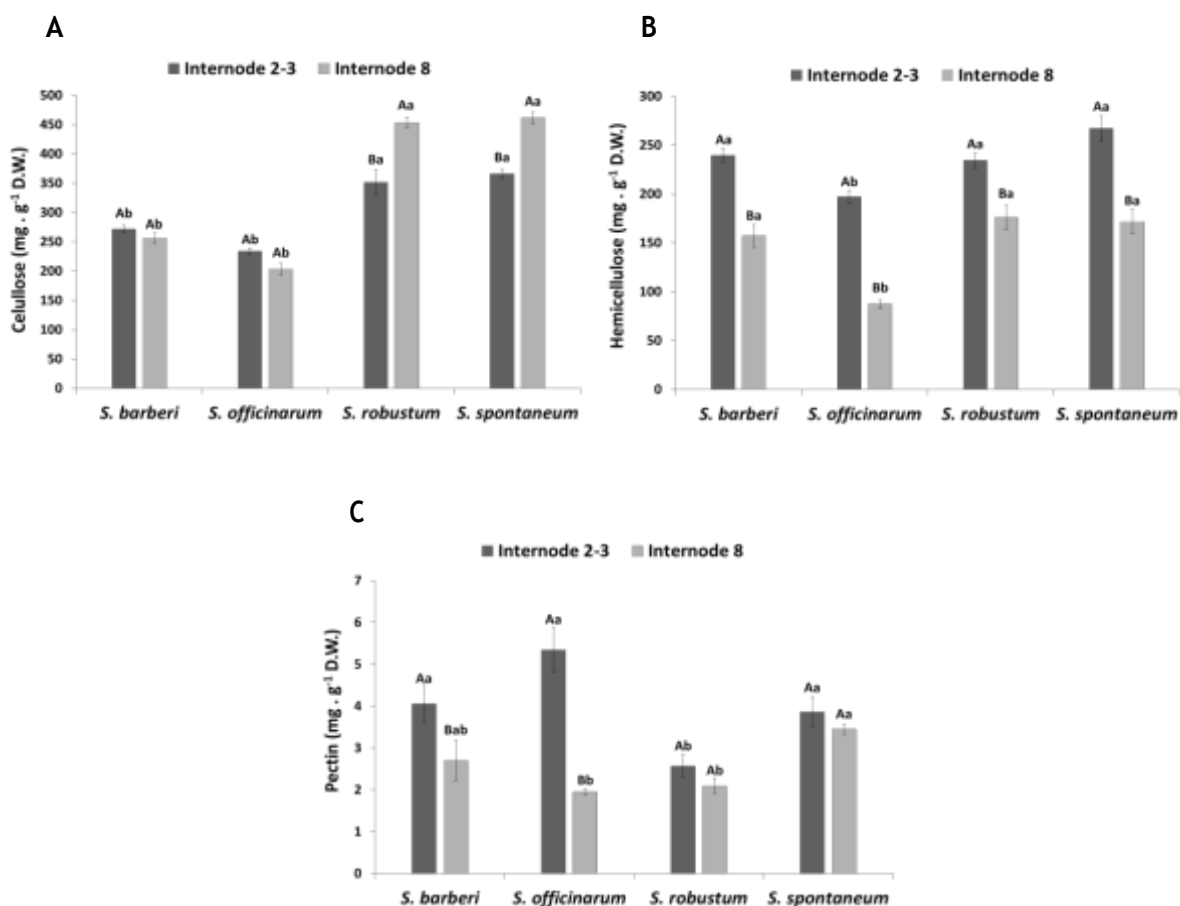 A
Internode 2-3 Internode 8
Celullose (mg . g⁻¹ D.W.)
500
450
400
350
300
250
200
150
100
50
0
Ab Ab Ab Ab Ba Aa Ba Aa
S. barberi S. officinarum S. robustum S. spontaneum
B
Internode 2-3 Internode 8
Hemicellulose (mg . g⁻¹ D.W.)
300
250
200
150
100
50
0
Aa Ba Ab Bb Aa Ba Aa Ba
S. barberi S. officinarum S. robustum S. spontaneum
C
Internode 2-3 Internode 8
Pectin (mg . g⁻¹ D.W.)
7
6
5
4
3
2
1
0
Aa Bab Aa Bb Ab Ab Aa Aa
S. barberi S. officinarum S. robustum S. spontaneum